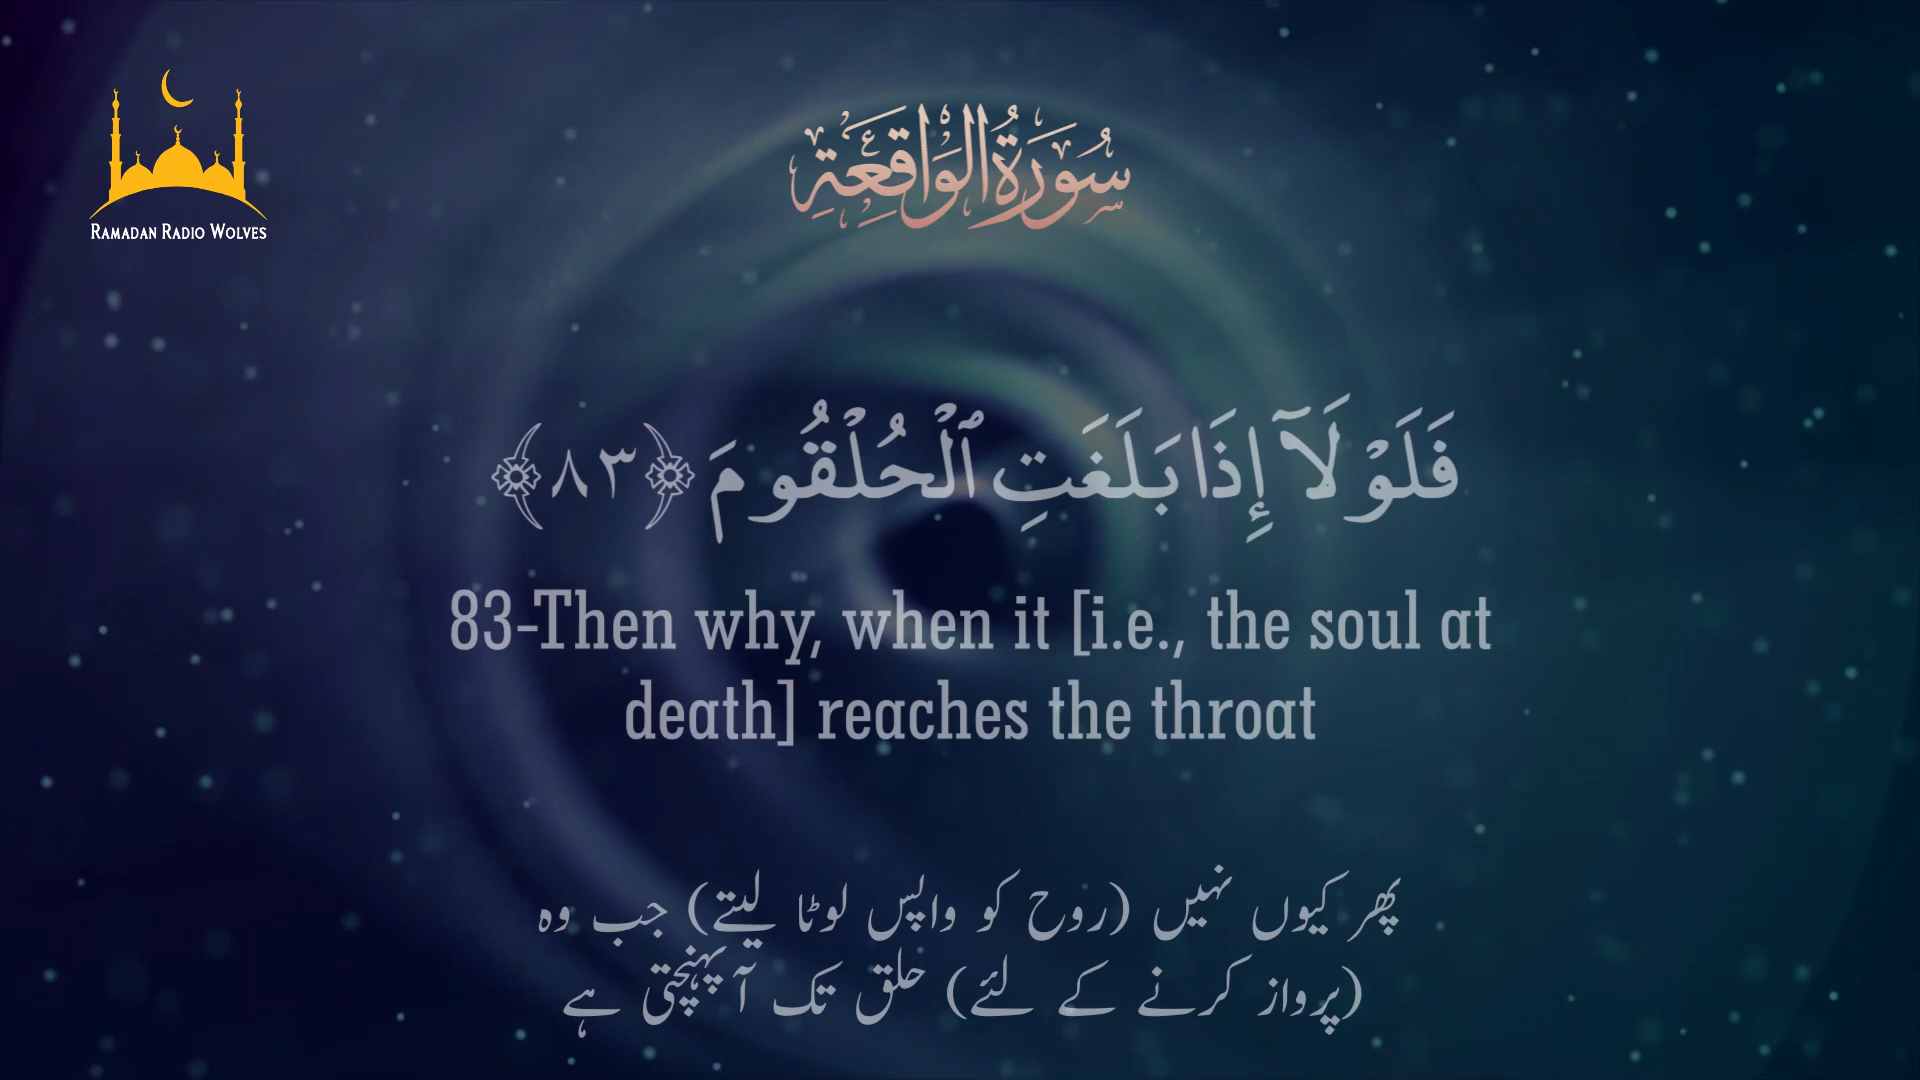 RAMADAN RADIO WOLVES
سُورَةُ الْوَاقِعَةِ
فَلَوْلَآ إِذَا بَلَغَتِ ٱلْحُلْقُومَ ﴿٨٣﴾
83-Then why, when it [i.e., the soul at
death] reaches the throat
پھر کیوں نہیں (روح کو واپس لوٹا لیتے) جب وہ
(پرواز کرنے کے لئے) حلق تک آ پہنچتی ہے